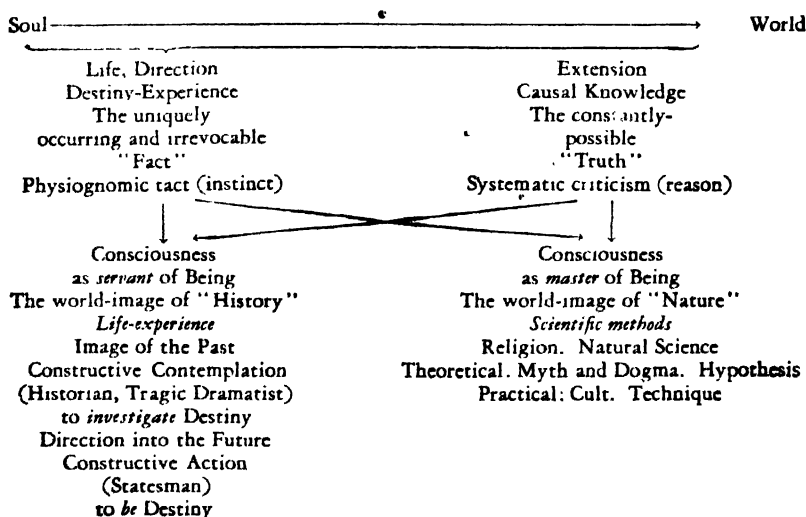 Soul World
Life, Direction
Destiny-Experience
The uniquely
occurring and irrevocable
"Fact"
Physiognomic tact (instinct)
Extension
Causal Knowledge
The constantly-
possible
"Truth"
Systematic criticism (reason)
Consciousness
as servant of Being
The world-image of "History"
Life-experience
Image of the Past
Constructive Contemplation
(Historian, Tragic Dramatist)
to investigate Destiny
Direction into the Future
Constructive Action
(Statesman)
to be Destiny
Consciousness
as master of Being
The world-image of "Nature"
Scientific methods
Religion. Natural Science
Theoretical. Myth and Dogma. Hypothesis
Practical: Cult. Technique